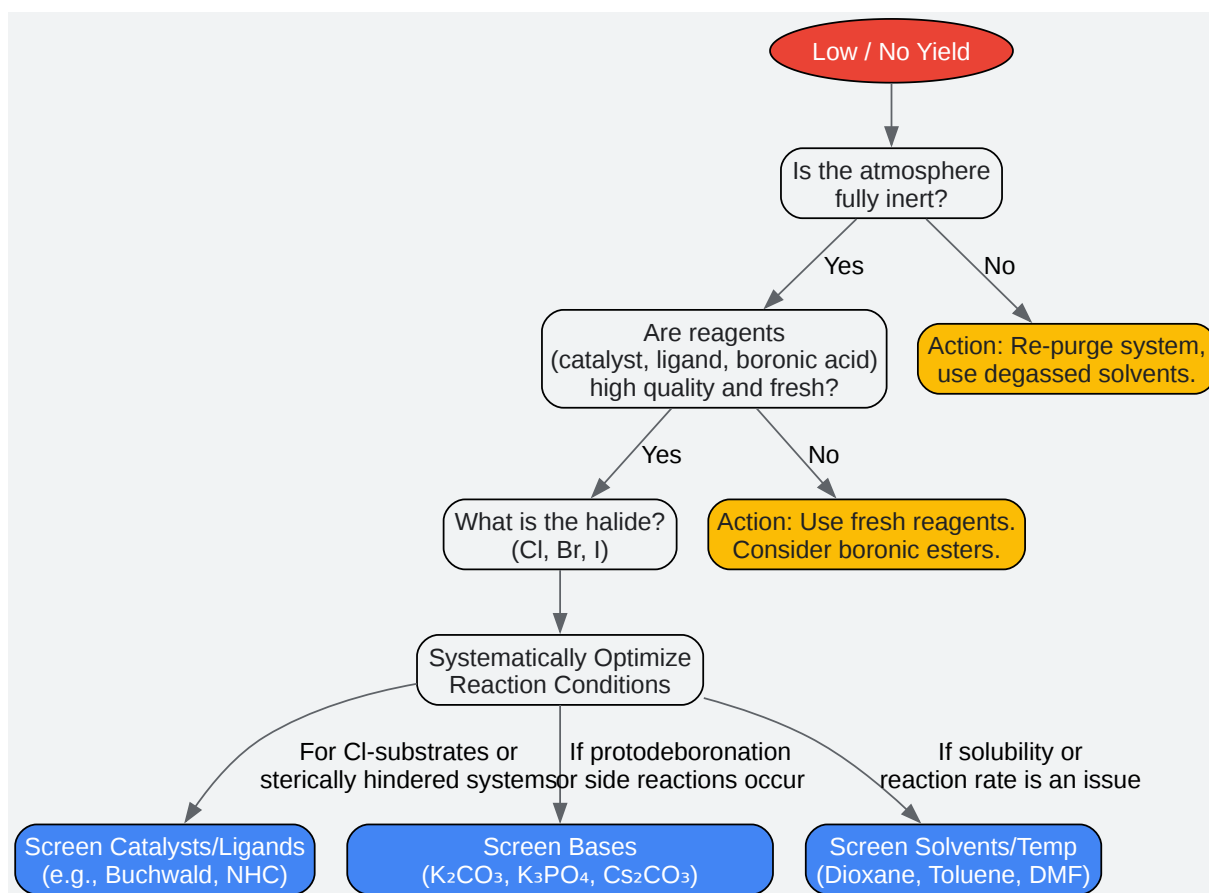 Low / No Yield
Is the atmosphere
fully inert?
Yes
No
Are reagents
(catalyst, ligand, boronic acid)
high quality and fresh?
Action: Re-purge system,
use degassed solvents.
Yes
No
What is the halide?
(Cl, Br, I)
Action: Use fresh reagents.
Consider boronic esters.
Systematically Optimize
Reaction Conditions
For Cl-substrates or
sterically hindered systems
If protodeboronation
or side reactions occur
If solubility or
reaction rate is an issue
Screen Catalysts/Ligands
(e.g., Buchwald, NHC)
Screen Bases
(K₂CO₃, K₃PO₄, Cs₂CO₃)
Screen Solvents/Temp
(Dioxane, Toluene, DMF)